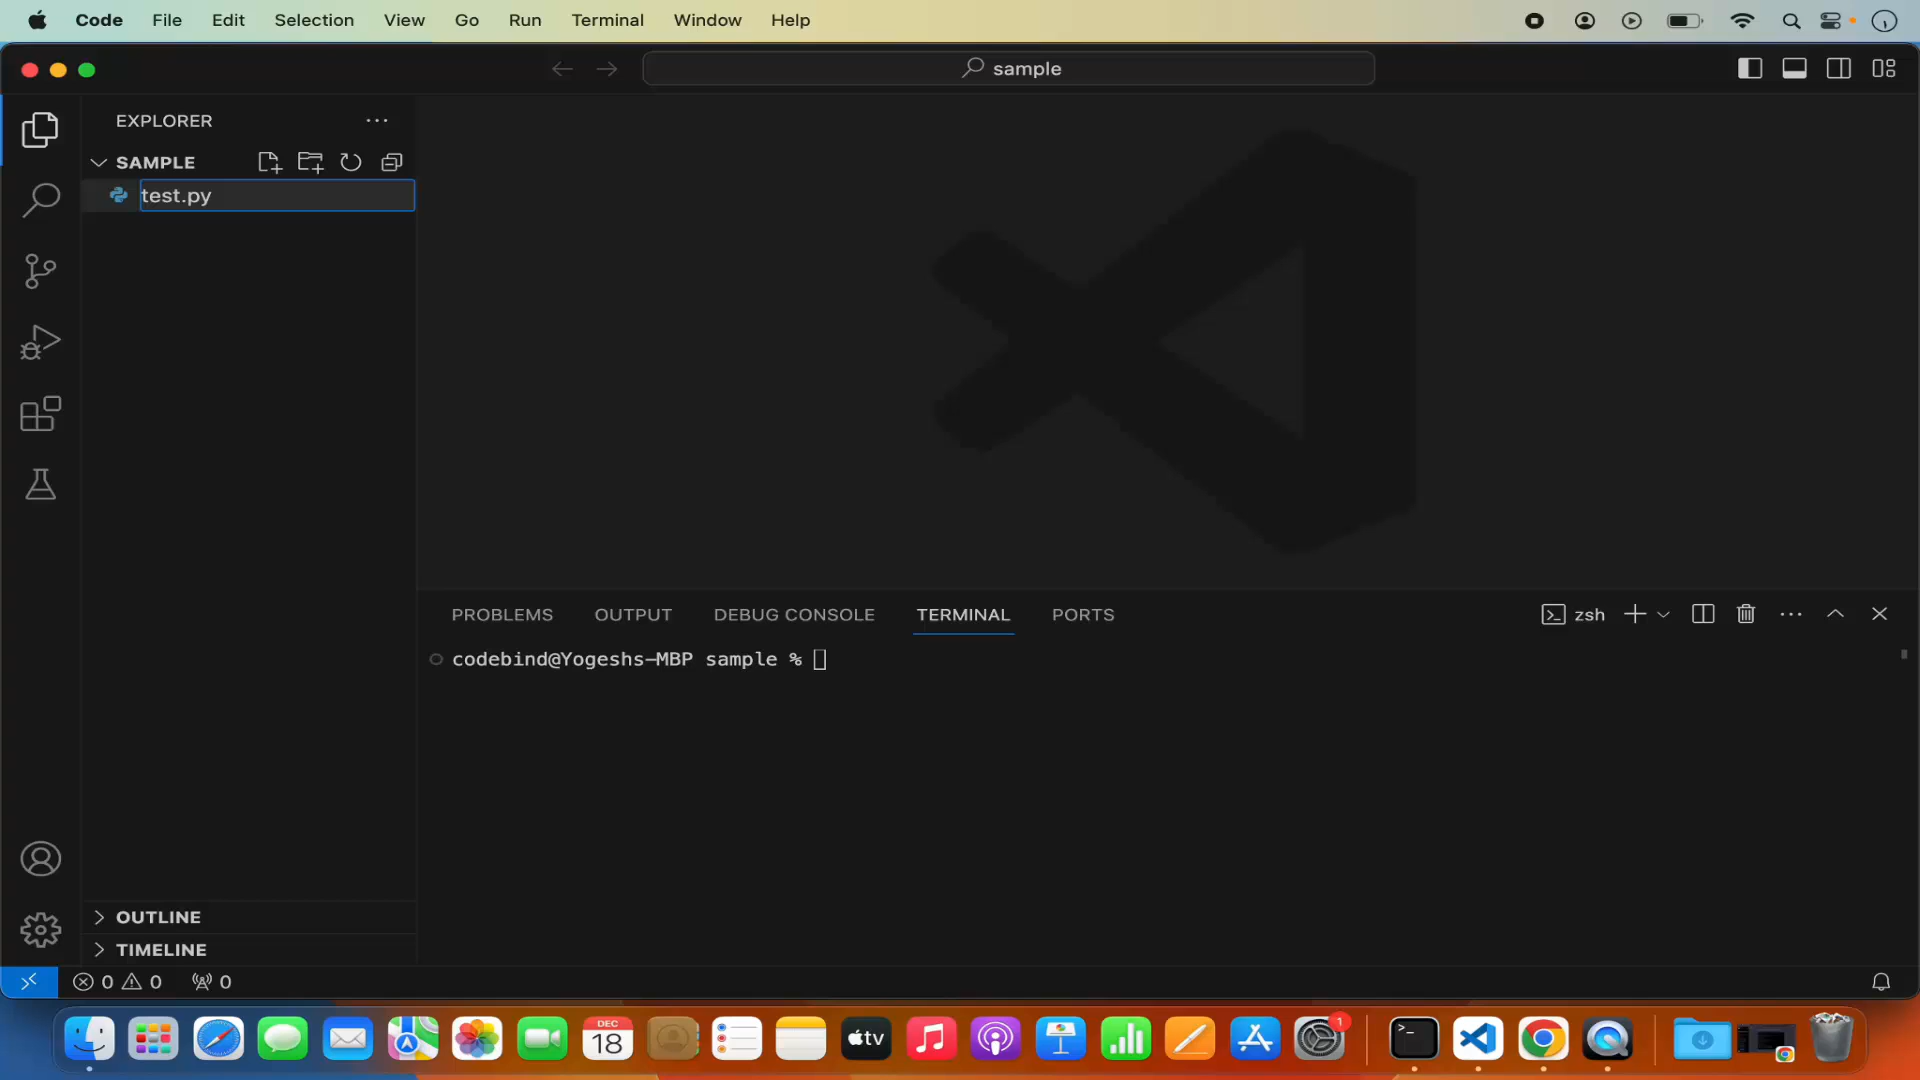 Code File Edit Selection View Go Run Terminal Window Help
sample
EXPLORER
SAMPLE
test.py
PROBLEMS OUTPUT DEBUG CONSOLE TERMINAL PORTS
zsh
codebind@Yogeshs-MBP sample %
OUTLINE
TIMELINE
0 0 0
DEC
18
tv
1